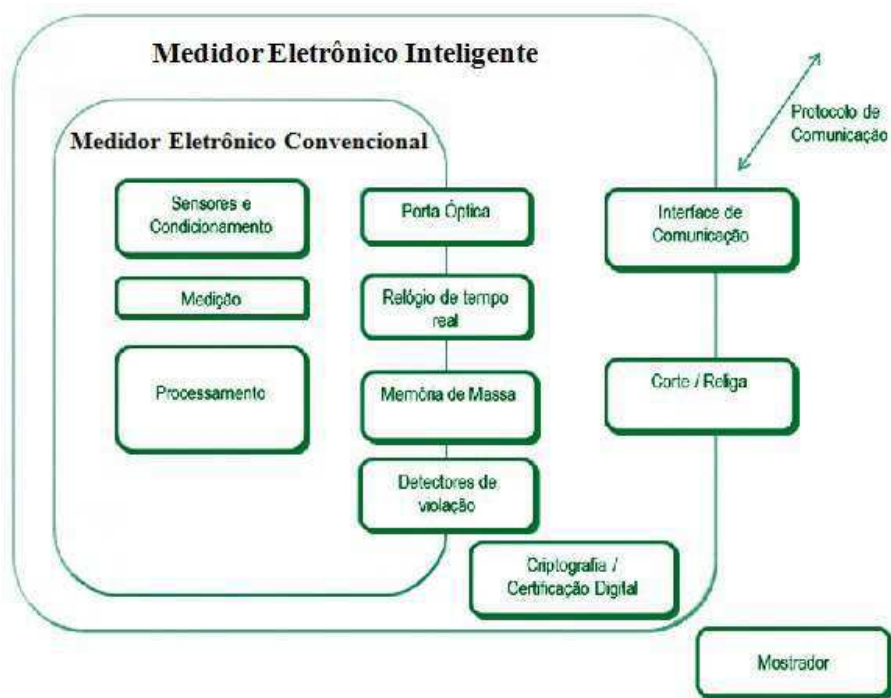 Medidor Eletrônico Inteligente
Protocolo de
Comunicação
Medidor Eletrônico Convencional
Sensores e
Condicionamento
Porta Óptica
Interface de
Comunicação
Medição
Relógio de tempo
real
Processamento
Memória de Massa
Corte / Religa
Detectores de
violação
Criptografia /
Certificação Digital
Mostrador